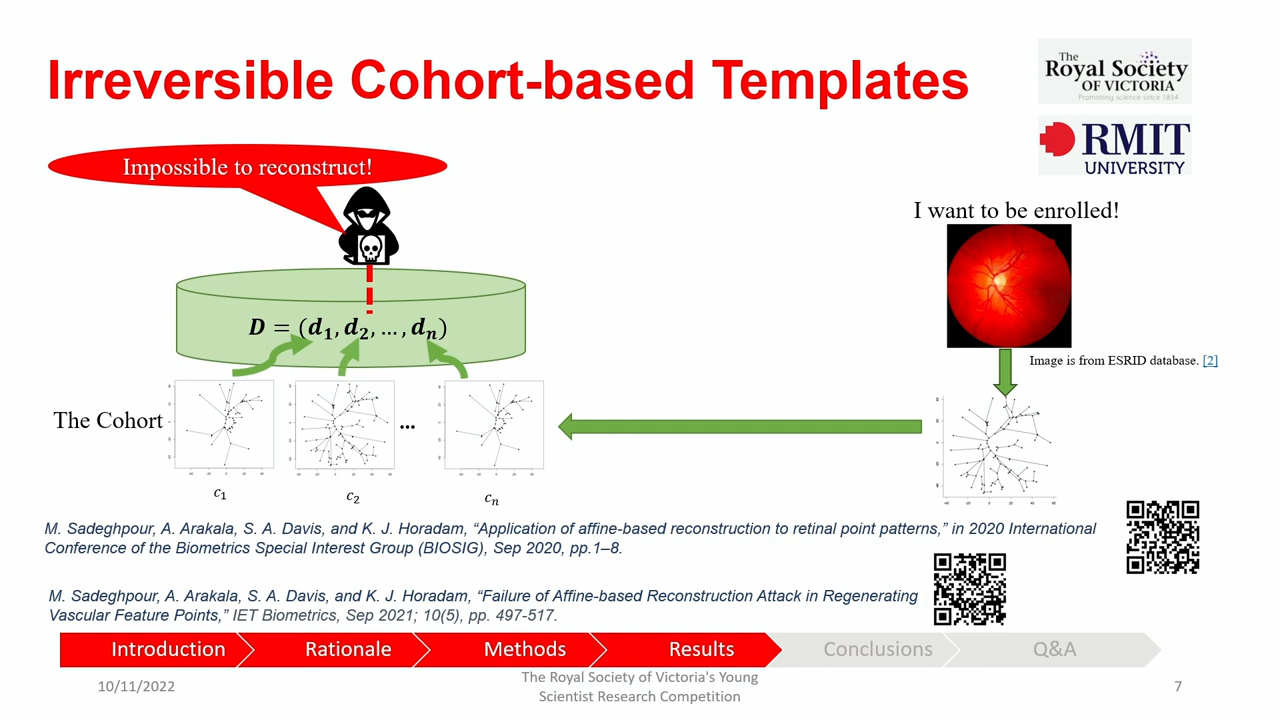 Irreversible Cohort-based Templates
The
Royal Society
OF VICTORIA
Promoting science since 1854
RMIT
UNIVERSITY
Impossible to reconstruct!
I want to be enrolled!
D = (d₁, d₂, …, dₙ)
Image is from ESRID database. [2]
The Cohort
...
c₁
c₂
cₙ
M. Sadeghpour, A. Arakala, S. A. Davis, and K. J. Horadam, “Application of affine-based reconstruction to retinal point patterns,” in 2020 International
Conference of the Biometrics Special Interest Group (BIOSIG), Sep 2020, pp.1–8.
M. Sadeghpour, A. Arakala, S. A. Davis, and K. J. Horadam, “Failure of Affine-based Reconstruction Attack in Regenerating
Vascular Feature Points,” IET Biometrics, Sep 2021; 10(5), pp. 497-517.
Introduction
Rationale
Methods
Results
Conclusions
Q&A
10/11/2022
The Royal Society of Victoria's Young
Scientist Research Competition
7